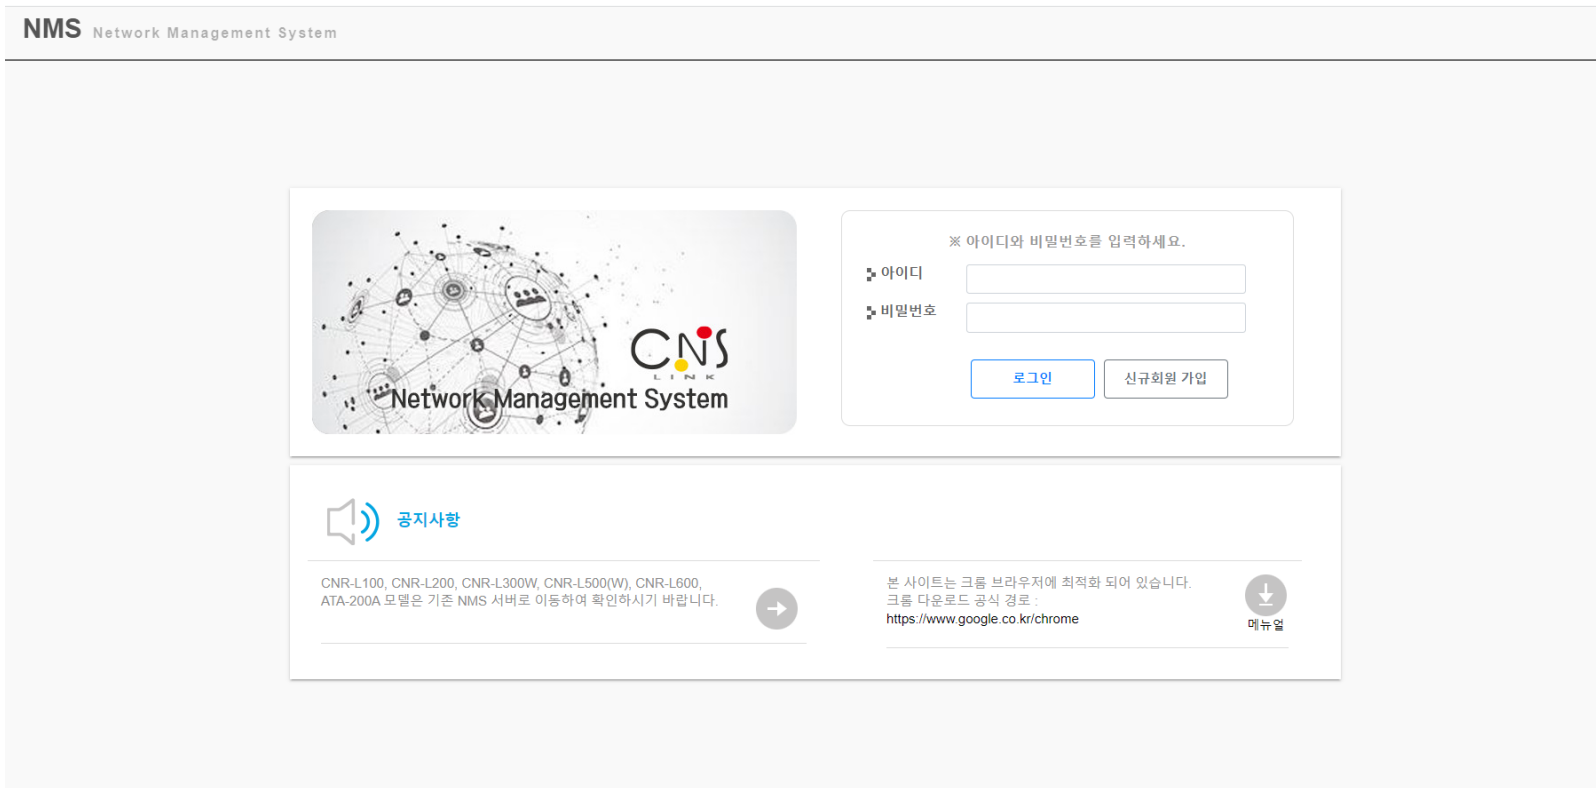 NMS Network Management System
CNS
LINK
Network Management System
※ 아이디와 비밀번호를 입력하세요.
아이디
비밀번호
로그인 신규회원 가입
공지사항
CNR-L100, CNR-L200, CNR-L300W, CNR-L500(W), CNR-L600,
ATA-200A 모델은 기존 NMS 서버로 이동하여 확인하시기 바랍니다.
본 사이트는 크롬 브라우저에 최적화 되어 있습니다.
크롬 다운로드 공식 경로 :
https://www.google.co.kr/chrome
메뉴얼